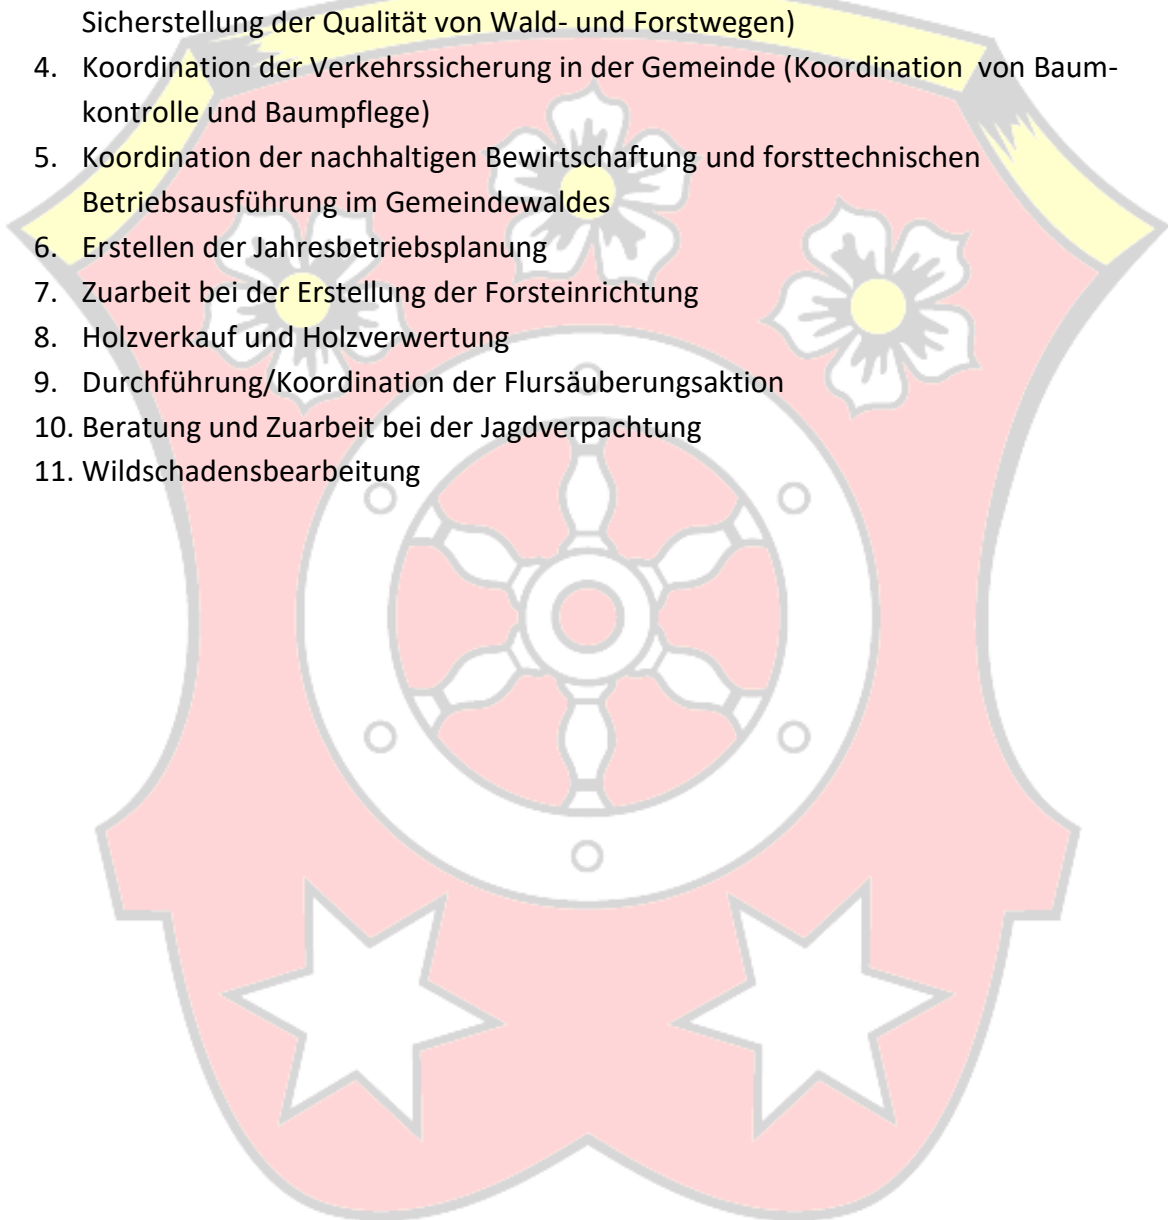 Sicherstellung der Qualität von Wald- und Forstwegen)
4. Koordination der Verkehrssicherung in der Gemeinde (Koordination  von Baum-
kontrolle und Baumpflege)
5. Koordination der nachhaltigen Bewirtschaftung und forsttechnischen
Betriebsausführung im Gemeindewaldes
6. Erstellen der Jahresbetriebsplanung
7. Zuarbeit bei der Erstellung der Forsteinrichtung
8. Holzverkauf und Holzverwertung
9. Durchführung/Koordination der Flursäuberungsaktion
10. Beratung und Zuarbeit bei der Jagdverpachtung
11. Wildschadensbearbeitung